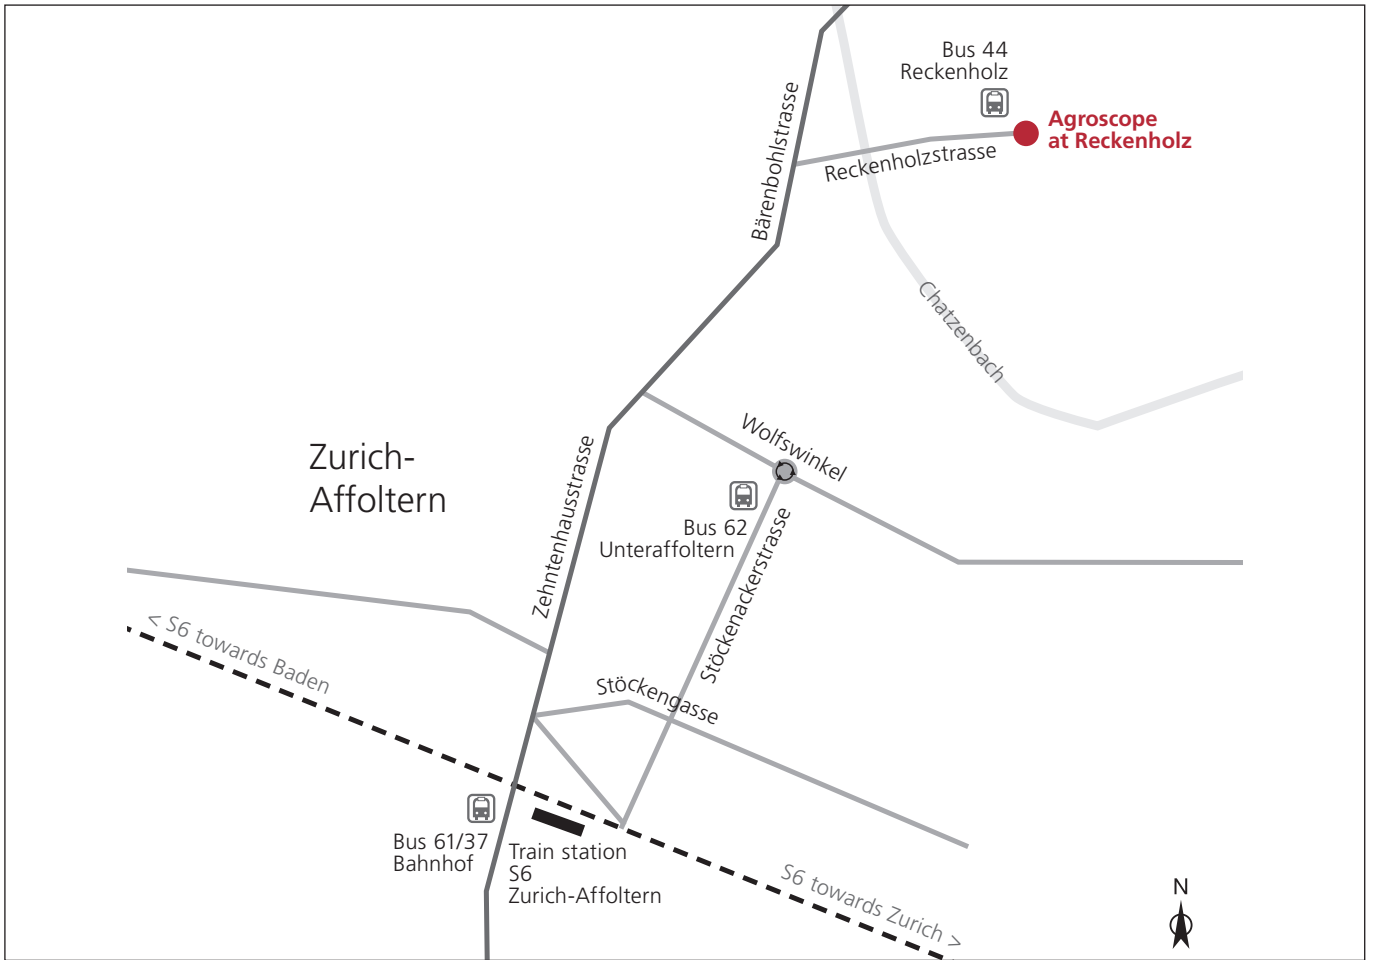 Bus 44
Reckenholz
Agroscope
at Reckenholz
Bärenbohlstrasse
Reckenholzstrasse
Chatzenbach
Wolfswinkel
Zurich-
Affoltern
Zehntenhausstrasse
Bus 62
Unteraffoltern
Stöckenackerstrasse
< S6 towards Baden
Stöckengasse
Bus 61/37
Bahnhof
Train station
S6
Zurich-Affoltern
S6 towards Zurich >
N